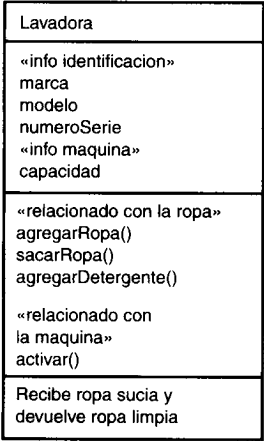 Lavadora
«info identificacion»
marca
modelo
numeroSerie
«info maquina»
capacidad
«relacionado con la ropa»
agregarRopa()
sacarRopa()
agregarDetergente()
«relacionado con
la maquina»
activar()
Recibe ropa sucia y
devuelve ropa limpia